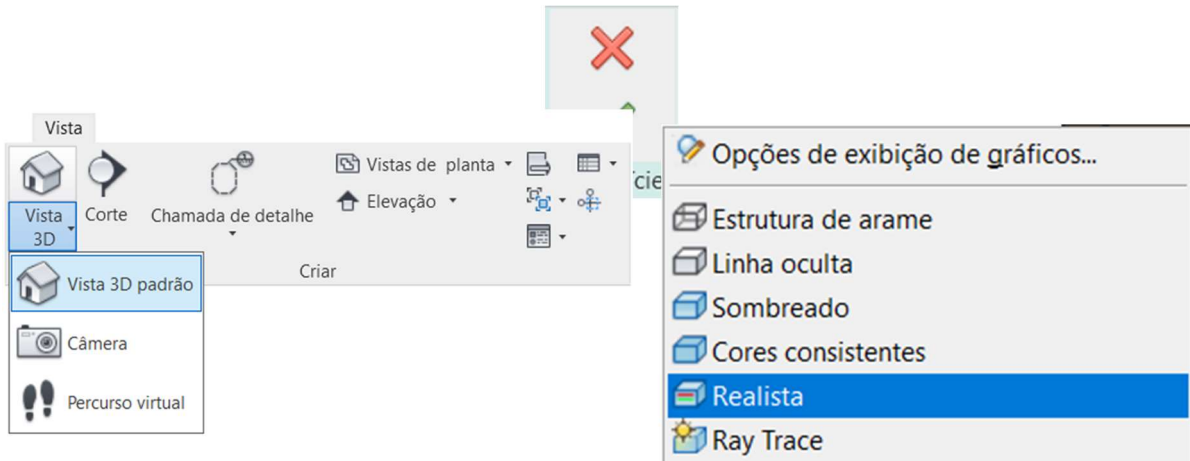 Vista
Vista 3D
Corte
Chamada de detalhe
Vistas de planta
Elevação
Criar
Vista 3D padrão
Câmera
Percurso virtual
Opções de exibição de gráficos...
Estrutura de arame
Linha oculta
Sombreado
Cores consistentes
Realista
Ray Trace